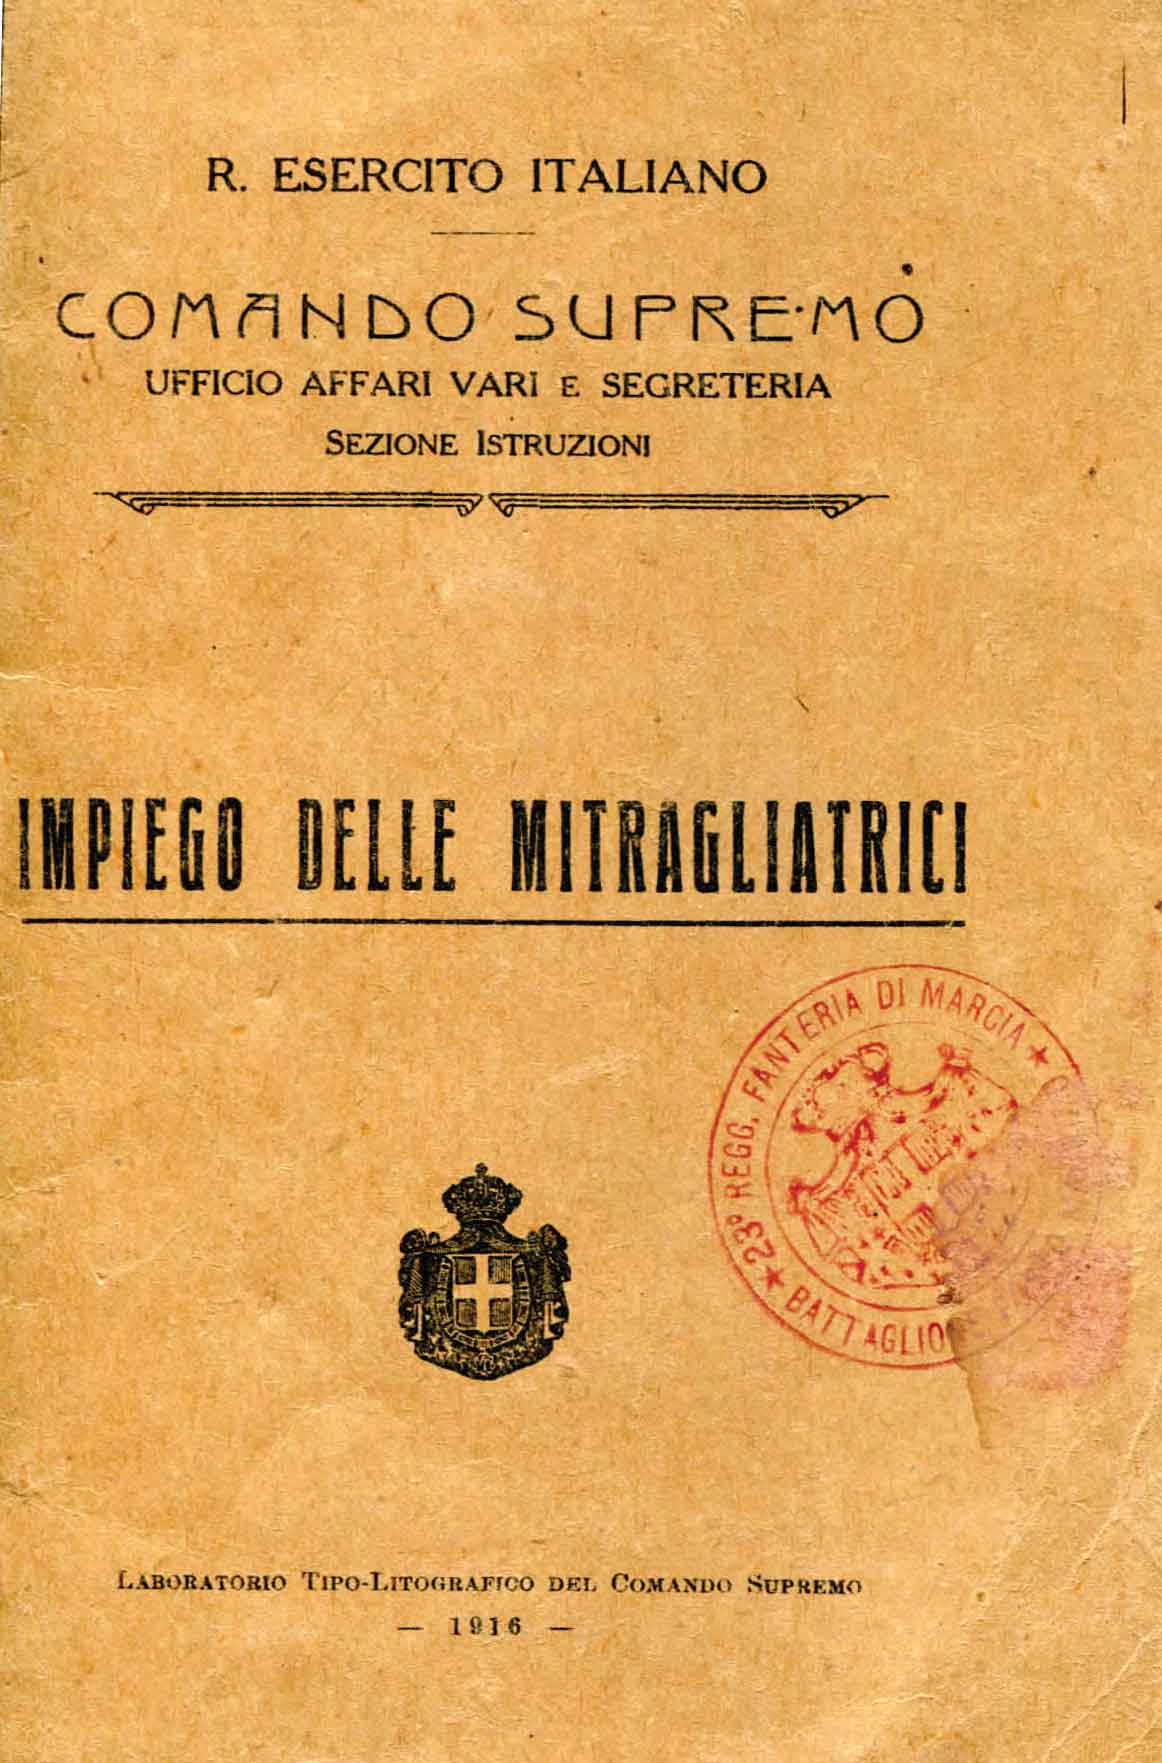 R. ESERCITO ITALIANO
COMANDO SUPREMO
UFFICIO AFFARI VARI E SEGRETERIA
SEZIONE ISTRUZIONI
IMPIEGO DELLE MITRAGLIATRICI
★ 23º REGG. FANTERIA DI MARCIA ★
BATTAGLIO
LABORATORIO TIPO-LITOGRAFICO DEL COMANDO SUPREMO
— 1916 —